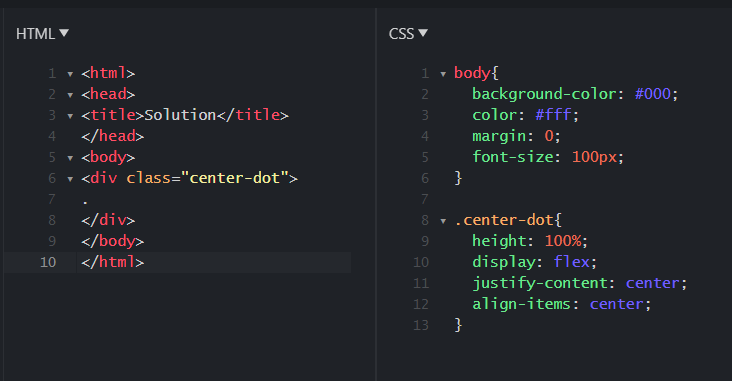 HTML
1 <html>
2 <head>
3 <title>Solution</title>
4 </head>
5 <body>
6 <div class="center-dot">
7 .
8 </div>
9 </body>
10 </html>
CSS
1 body{
2 background-color: #000;
3 color: #fff;
4 margin: 0;
5 font-size: 100px;
6 }
7
8 .center-dot{
9 height: 100%;
10 display: flex;
11 justify-content: center;
12 align-items: center;
13 }